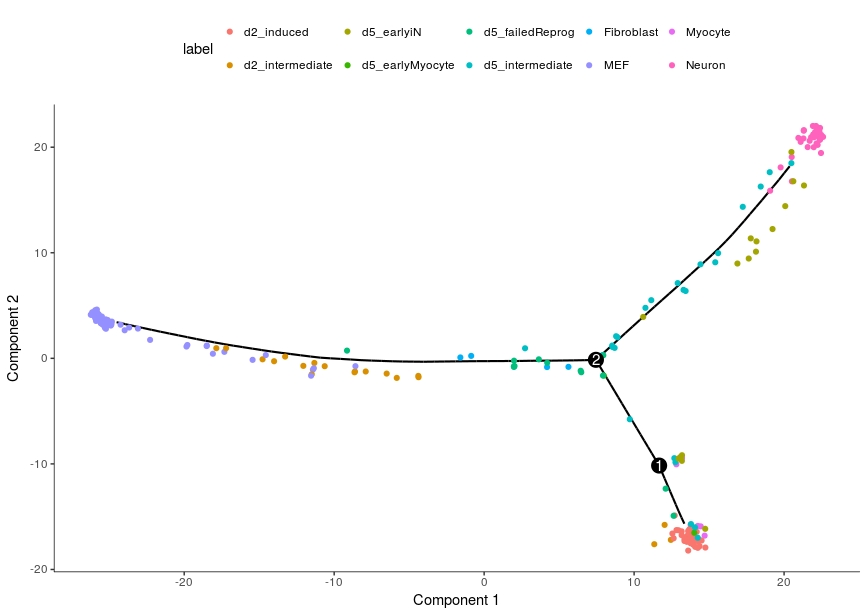 label
d2_induced d5_earlyiN d5_failedReprog Fibroblast Myocyte
d2_intermediate d5_earlyMyocyte d5_intermediate MEF Neuron
Component 2
20
10
0
-10
-20
2
1
-20 -10 0 10 20
Component 1